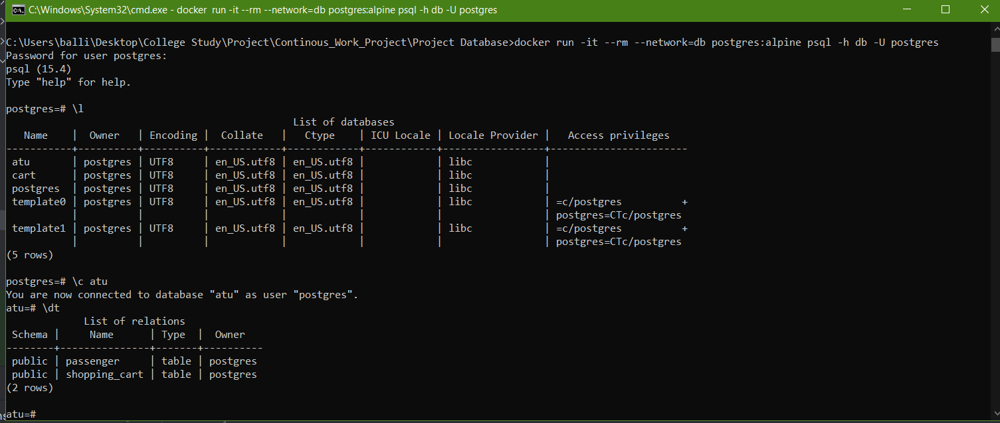 C:\Windows\System32\cmd.exe - docker run -it --rm --network=db postgres:alpine psql -h db -U postgres
C:\Users\balli\Desktop\College Study\Project\Continous_Work_Project\Project Database>docker run -it --rm --network=db postgres:alpine psql -h db -U postgres
Password for user postgres:
psql (15.4)
Type "help" for help.
postgres=# \l
List of databases
Name | Owner | Encoding | Collate | Ctype | ICU Locale | Locale Provider | Access privileges
-----------+----------+----------+------------+------------+------------+-----------------+-----------------------
atu | postgres | UTF8 | en_US.utf8 | en_US.utf8 | | libc |
cart | postgres | UTF8 | en_US.utf8 | en_US.utf8 | | libc |
postgres | postgres | UTF8 | en_US.utf8 | en_US.utf8 | | libc |
template0 | postgres | UTF8 | en_US.utf8 | en_US.utf8 | | libc | =c/postgres +
| | | | | | | postgres=CTc/postgres
template1 | postgres | UTF8 | en_US.utf8 | en_US.utf8 | | libc | =c/postgres +
| | | | | | | postgres=CTc/postgres
(5 rows)
postgres=# \c atu
You are now connected to database "atu" as user "postgres".
atu=# \dt
List of relations
Schema | Name | Type | Owner
--------+---------------+-------+----------
public | passenger | table | postgres
public | shopping_cart | table | postgres
(2 rows)
atu=#